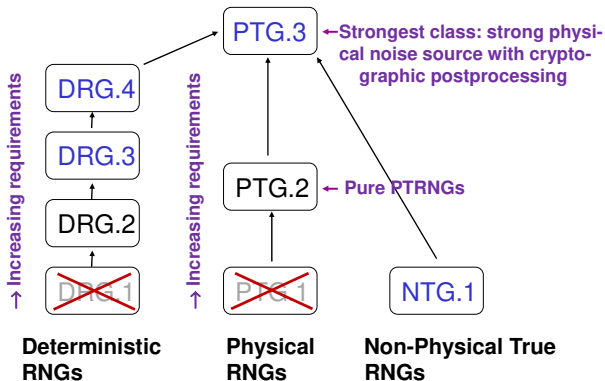 PTG.3
←Strongest class: strong physi-
cal noise source with crypto-
graphic postprocessing
DRG.4
DRG.3
DRG.2
DRG.1
→ Increasing requirements
PTG.2
← Pure PTRNGs
PTG.1
→ Increasing requirements
NTG.1
Deterministic
RNGs
Physical
RNGs
Non-Physical True
RNGs